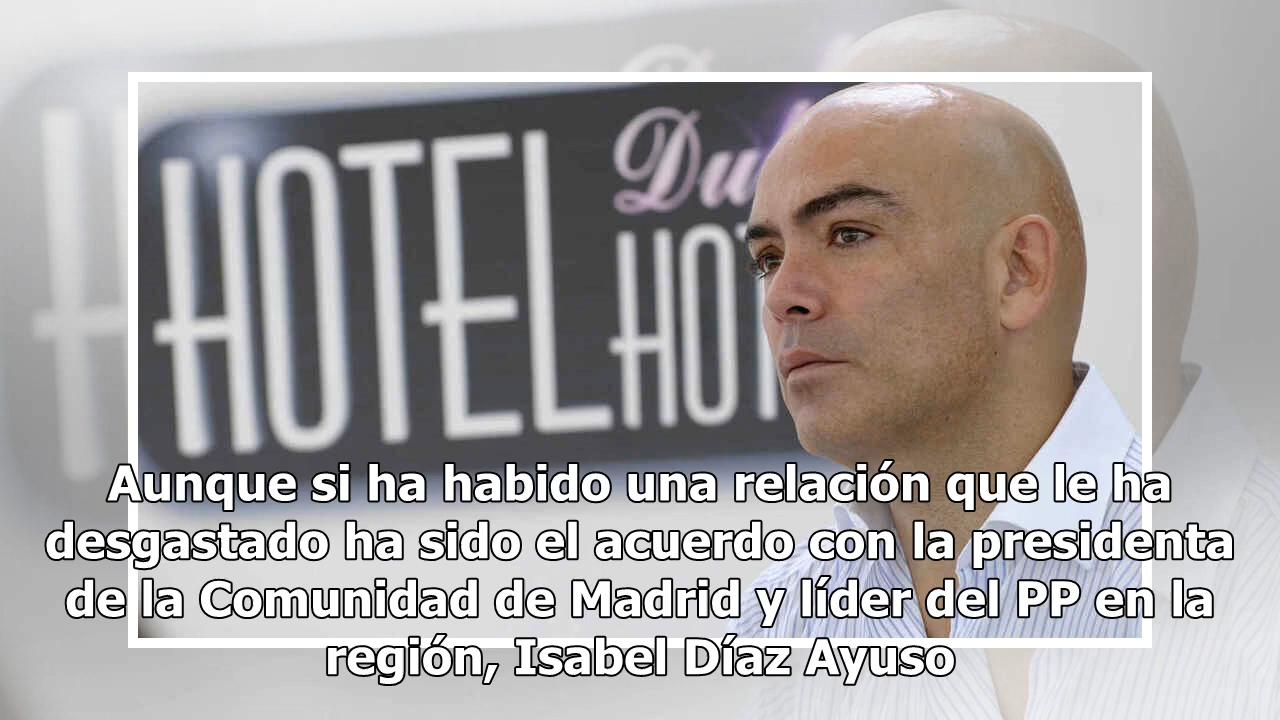 HOTEL
Du
HOT
Aunque si ha habido una relación que le ha
desgastado ha sido el acuerdo con la presidenta
de la Comunidad de Madrid y líder del PP en la
región, Isabel Díaz Ayuso